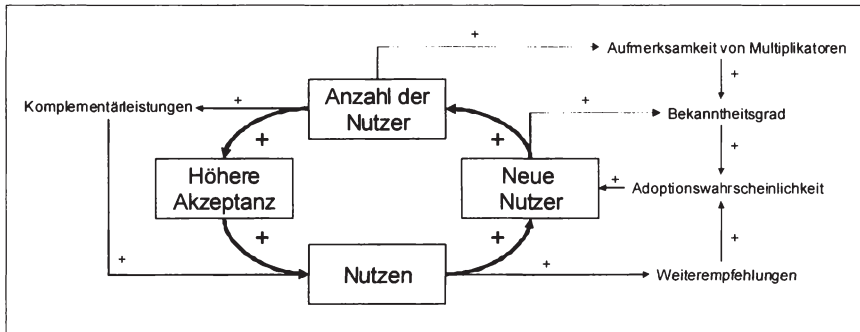 +
Aufmerksamkeit von Multiplikatoren
+
Komplementärleistungen
+
Anzahl der
Nutzer
+
Bekanntheitsgrad
+
+
+
Höhere
Akzeptanz
Neue
Nutzer
+
Adoptionswahrscheinlichkeit
+
+
+
+
Nutzen
+
Weiterempfehlungen